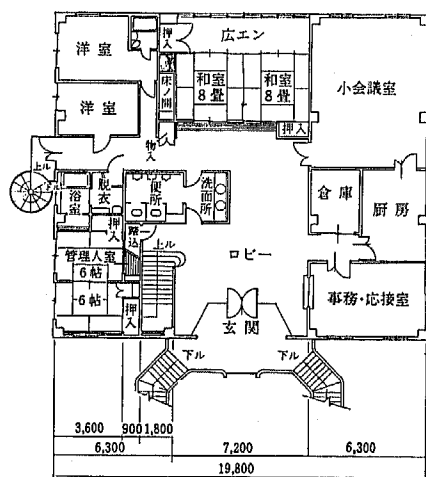 洋室
押入
広エン
洋室
床ノ間
和室
8畳
和室
8畳
小会議室
押入
物入
上ル
下ル
浴室
脱衣
便所
洗面所
倉庫
厨房
押入
踏込
上ル
管理人室
6帖
6帖
押入
ロビー
事務・応接室
玄関
下ル
下ル
3,600
900
1,800
6,300
7,200
6,300
19,800